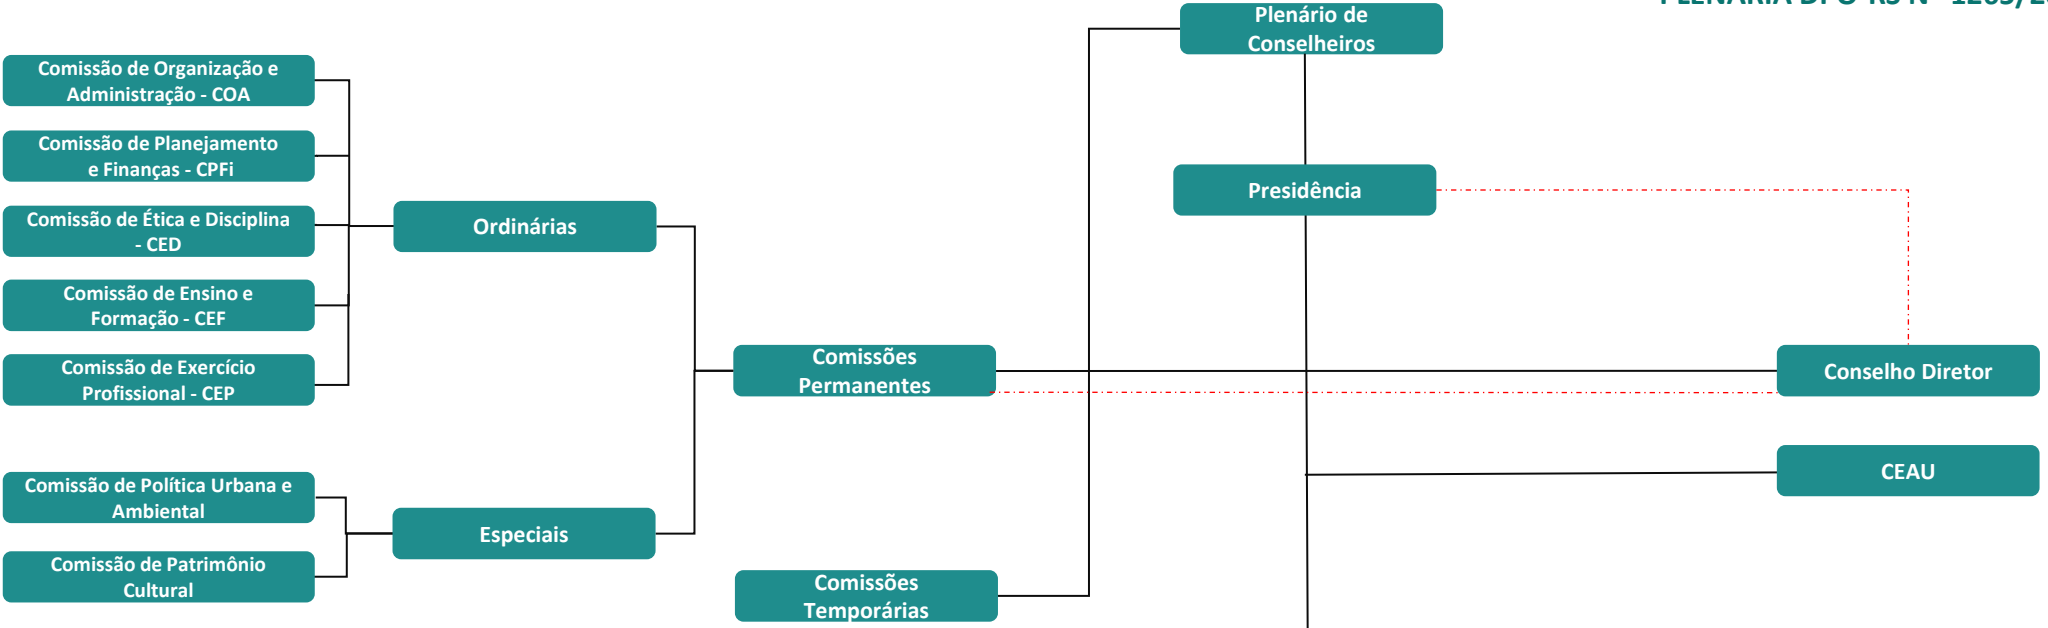 Plenário de
Conselheiros
Comissão de Organização e
Administração - COA
Comissão de Planejamento
e Finanças - CPFi
Presidência
Comissão de Ética e Disciplina
- CED
Ordinárias
Comissão de Ensino e
Formação - CEF
Comissão de Exercício
Profissional - CEP
Comissões
Permanentes
Conselho Diretor
CEAU
Comissão de Política Urbana e
Ambiental
Especiais
Comissão de Patrimônio
Cultural
Comissões
Temporárias